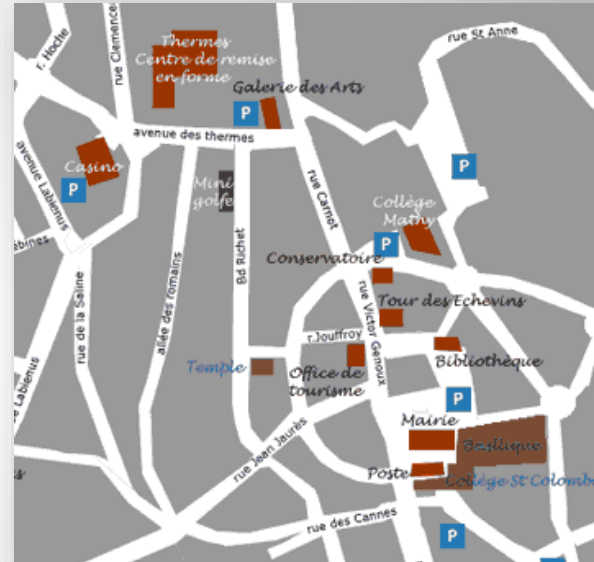 r. Hoche
rue Clemence
rue St Anne
Thermes
Centre de remise
en forme
Galerie des Arts
P
avenue des thermes
avenue Labienus
Casino
P
Mini
golfe
rue Carnot
P
Collège
Mathy
P
Conservatoire
Bd Richet
allée des romains
rue de la Saline
rue Victor Genoux
Tour des Echevins
r.Jouffroy
Bibliothèque
Temple
Office de
tourisme
P
Mairie
Basilique
rue Jean Jaurès
Poste
Collège St Colomb
rue des Cannes
P